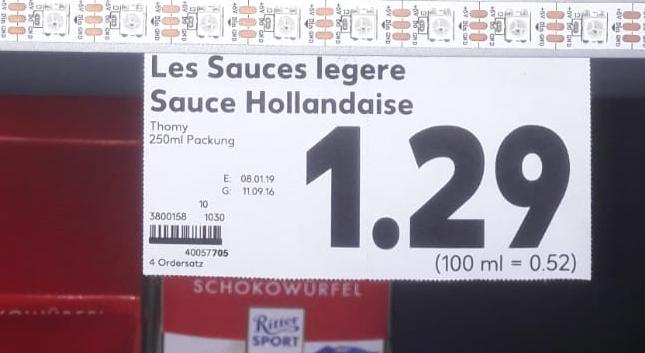 Les Sauces legere
Sauce Hollandaise
Thomy
250ml Packung
1.29
E: 08.01.19
G: 11.09.16
10
3800158 1030
40057705
4 Ordersatz
(100 ml = 0.52)
SCHOKOWÜRFEL
Ritter
SPORT